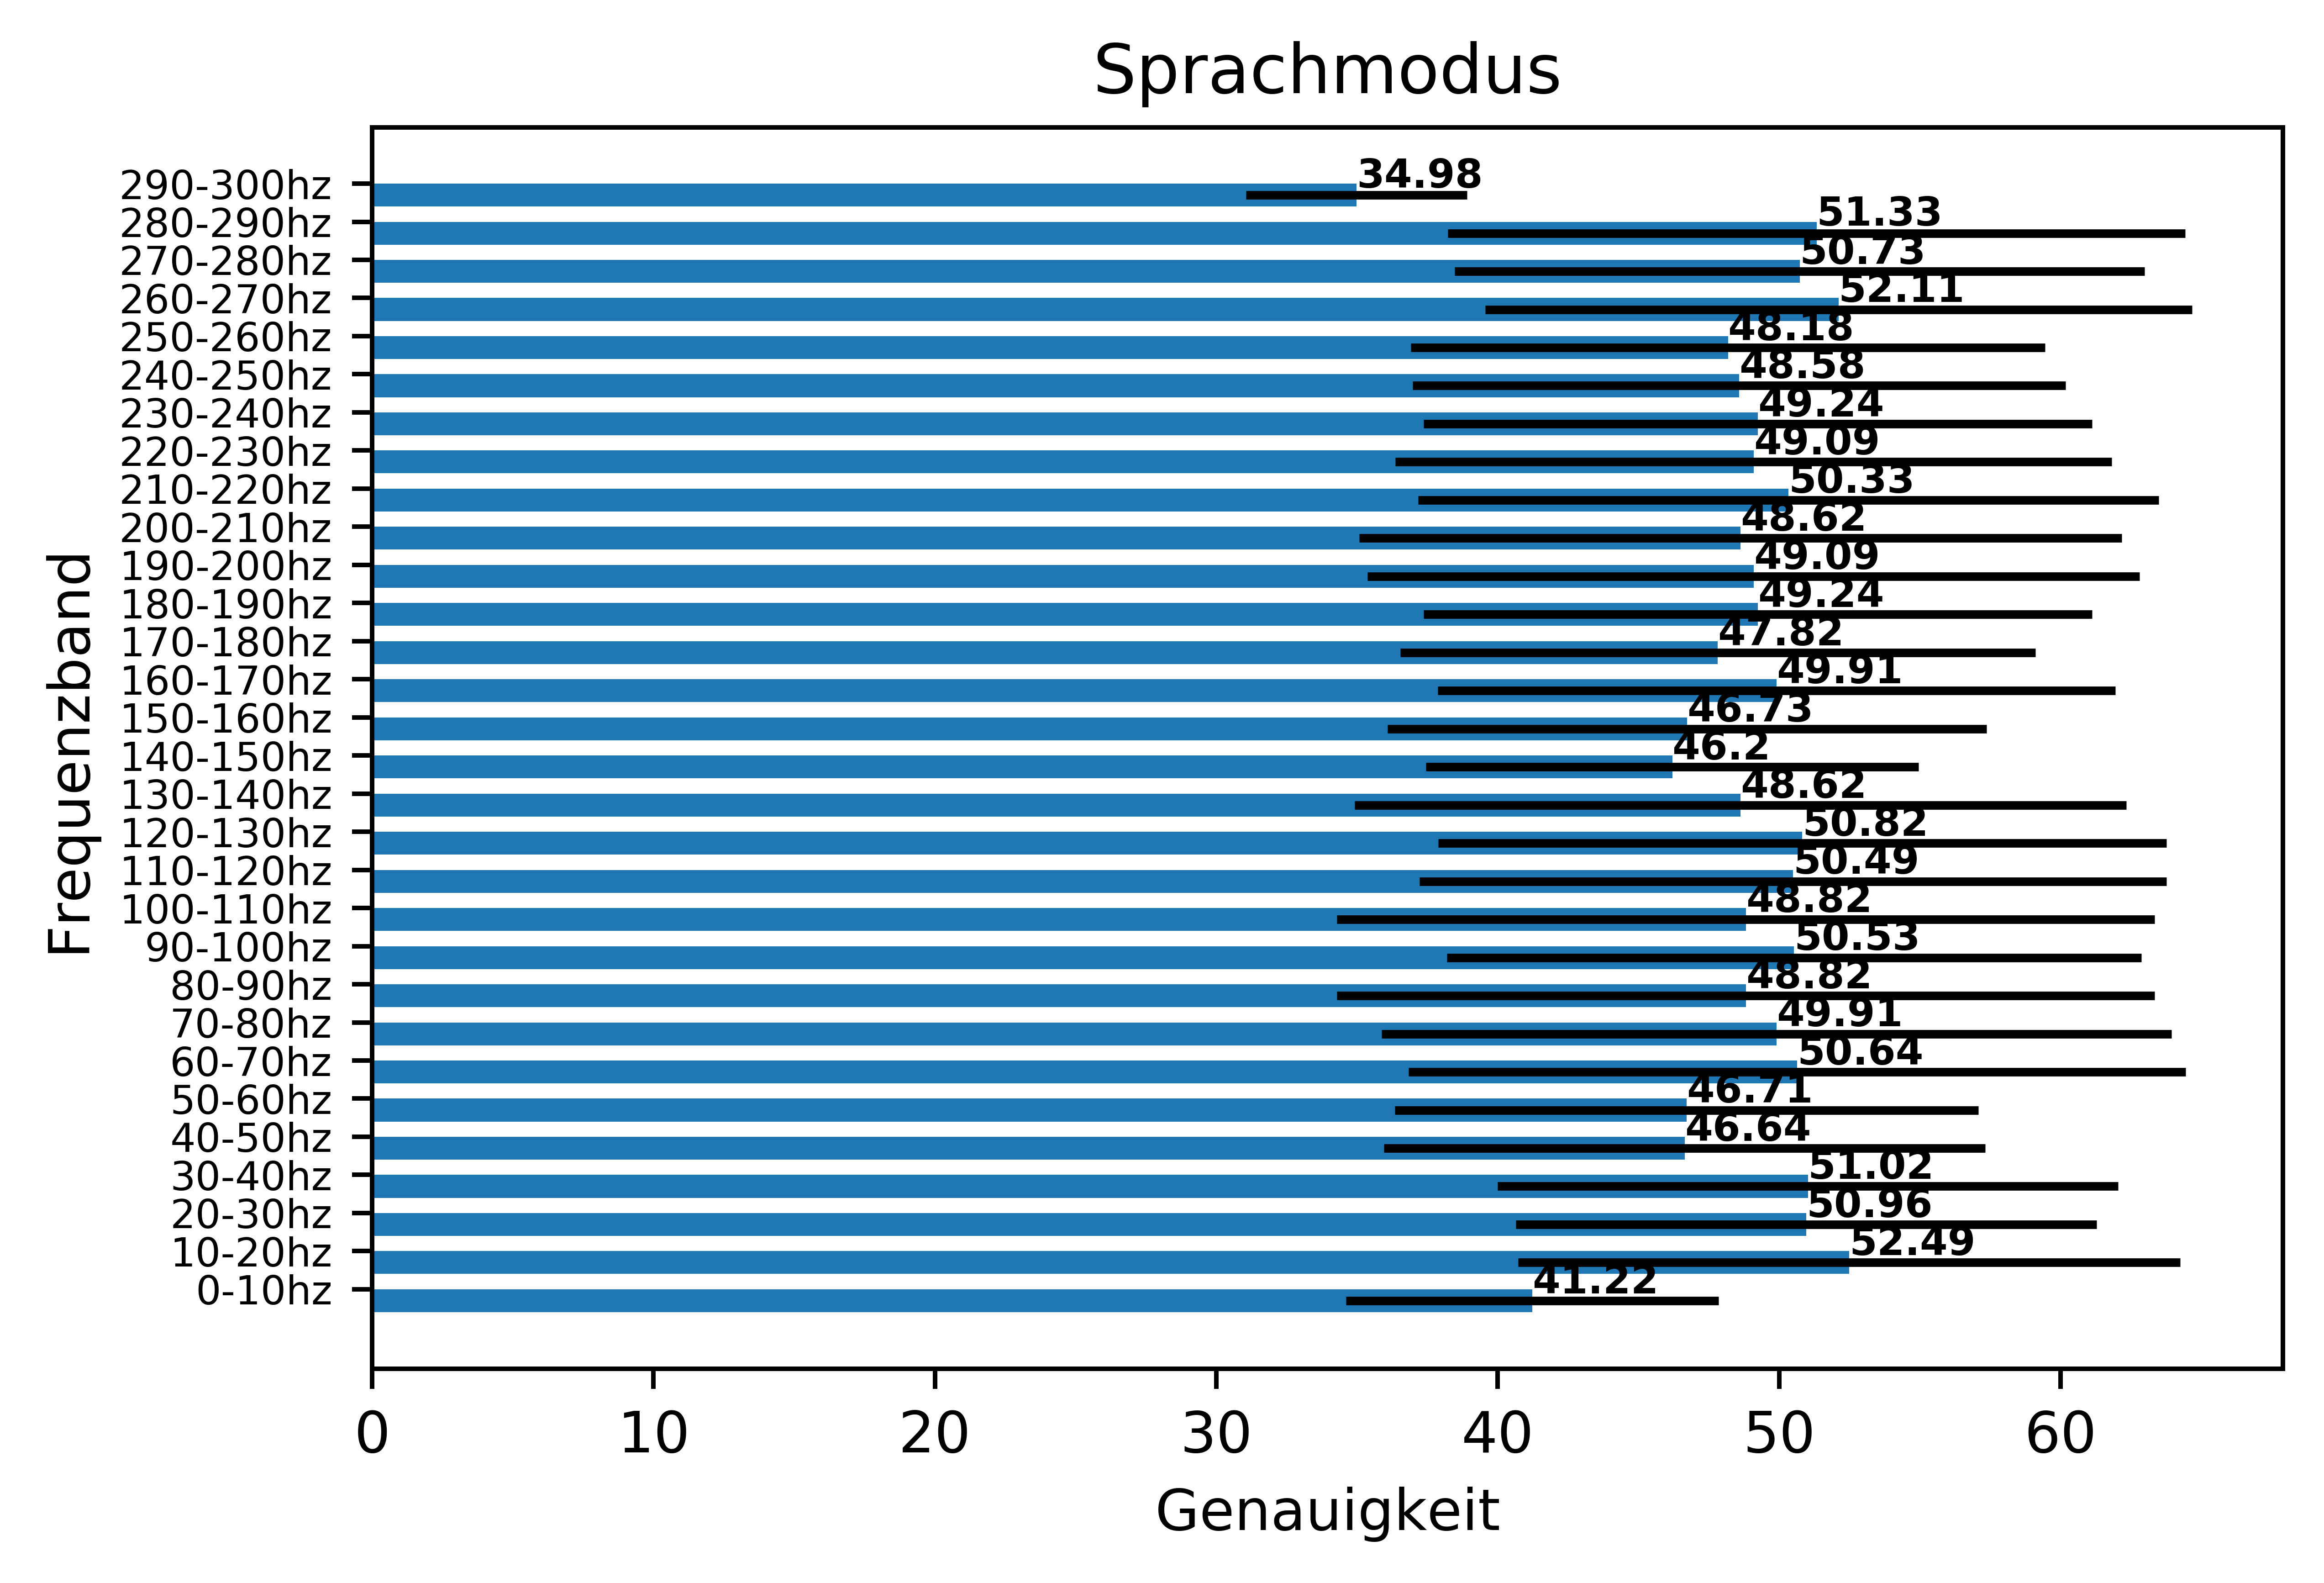 Sprachmodus
Frequenzband
290-300hz 34.98
280-290hz 51.33
270-280hz 50.73
260-270hz 52.11
250-260hz 48.18
240-250hz 48.58
230-240hz 49.24
220-230hz 49.09
210-220hz 50.33
200-210hz 48.62
190-200hz 49.09
180-190hz 49.24
170-180hz 47.82
160-170hz 49.91
150-160hz 46.73
140-150hz 46.2
130-140hz 48.62
120-130hz 50.82
110-120hz 50.49
100-110hz 48.82
90-100hz 50.53
80-90hz 48.82
70-80hz 49.91
60-70hz 50.64
50-60hz 46.71
40-50hz 46.64
30-40hz 51.02
20-30hz 50.96
10-20hz 52.49
0-10hz 41.22
0 10 20 30 40 50 60
Genauigkeit